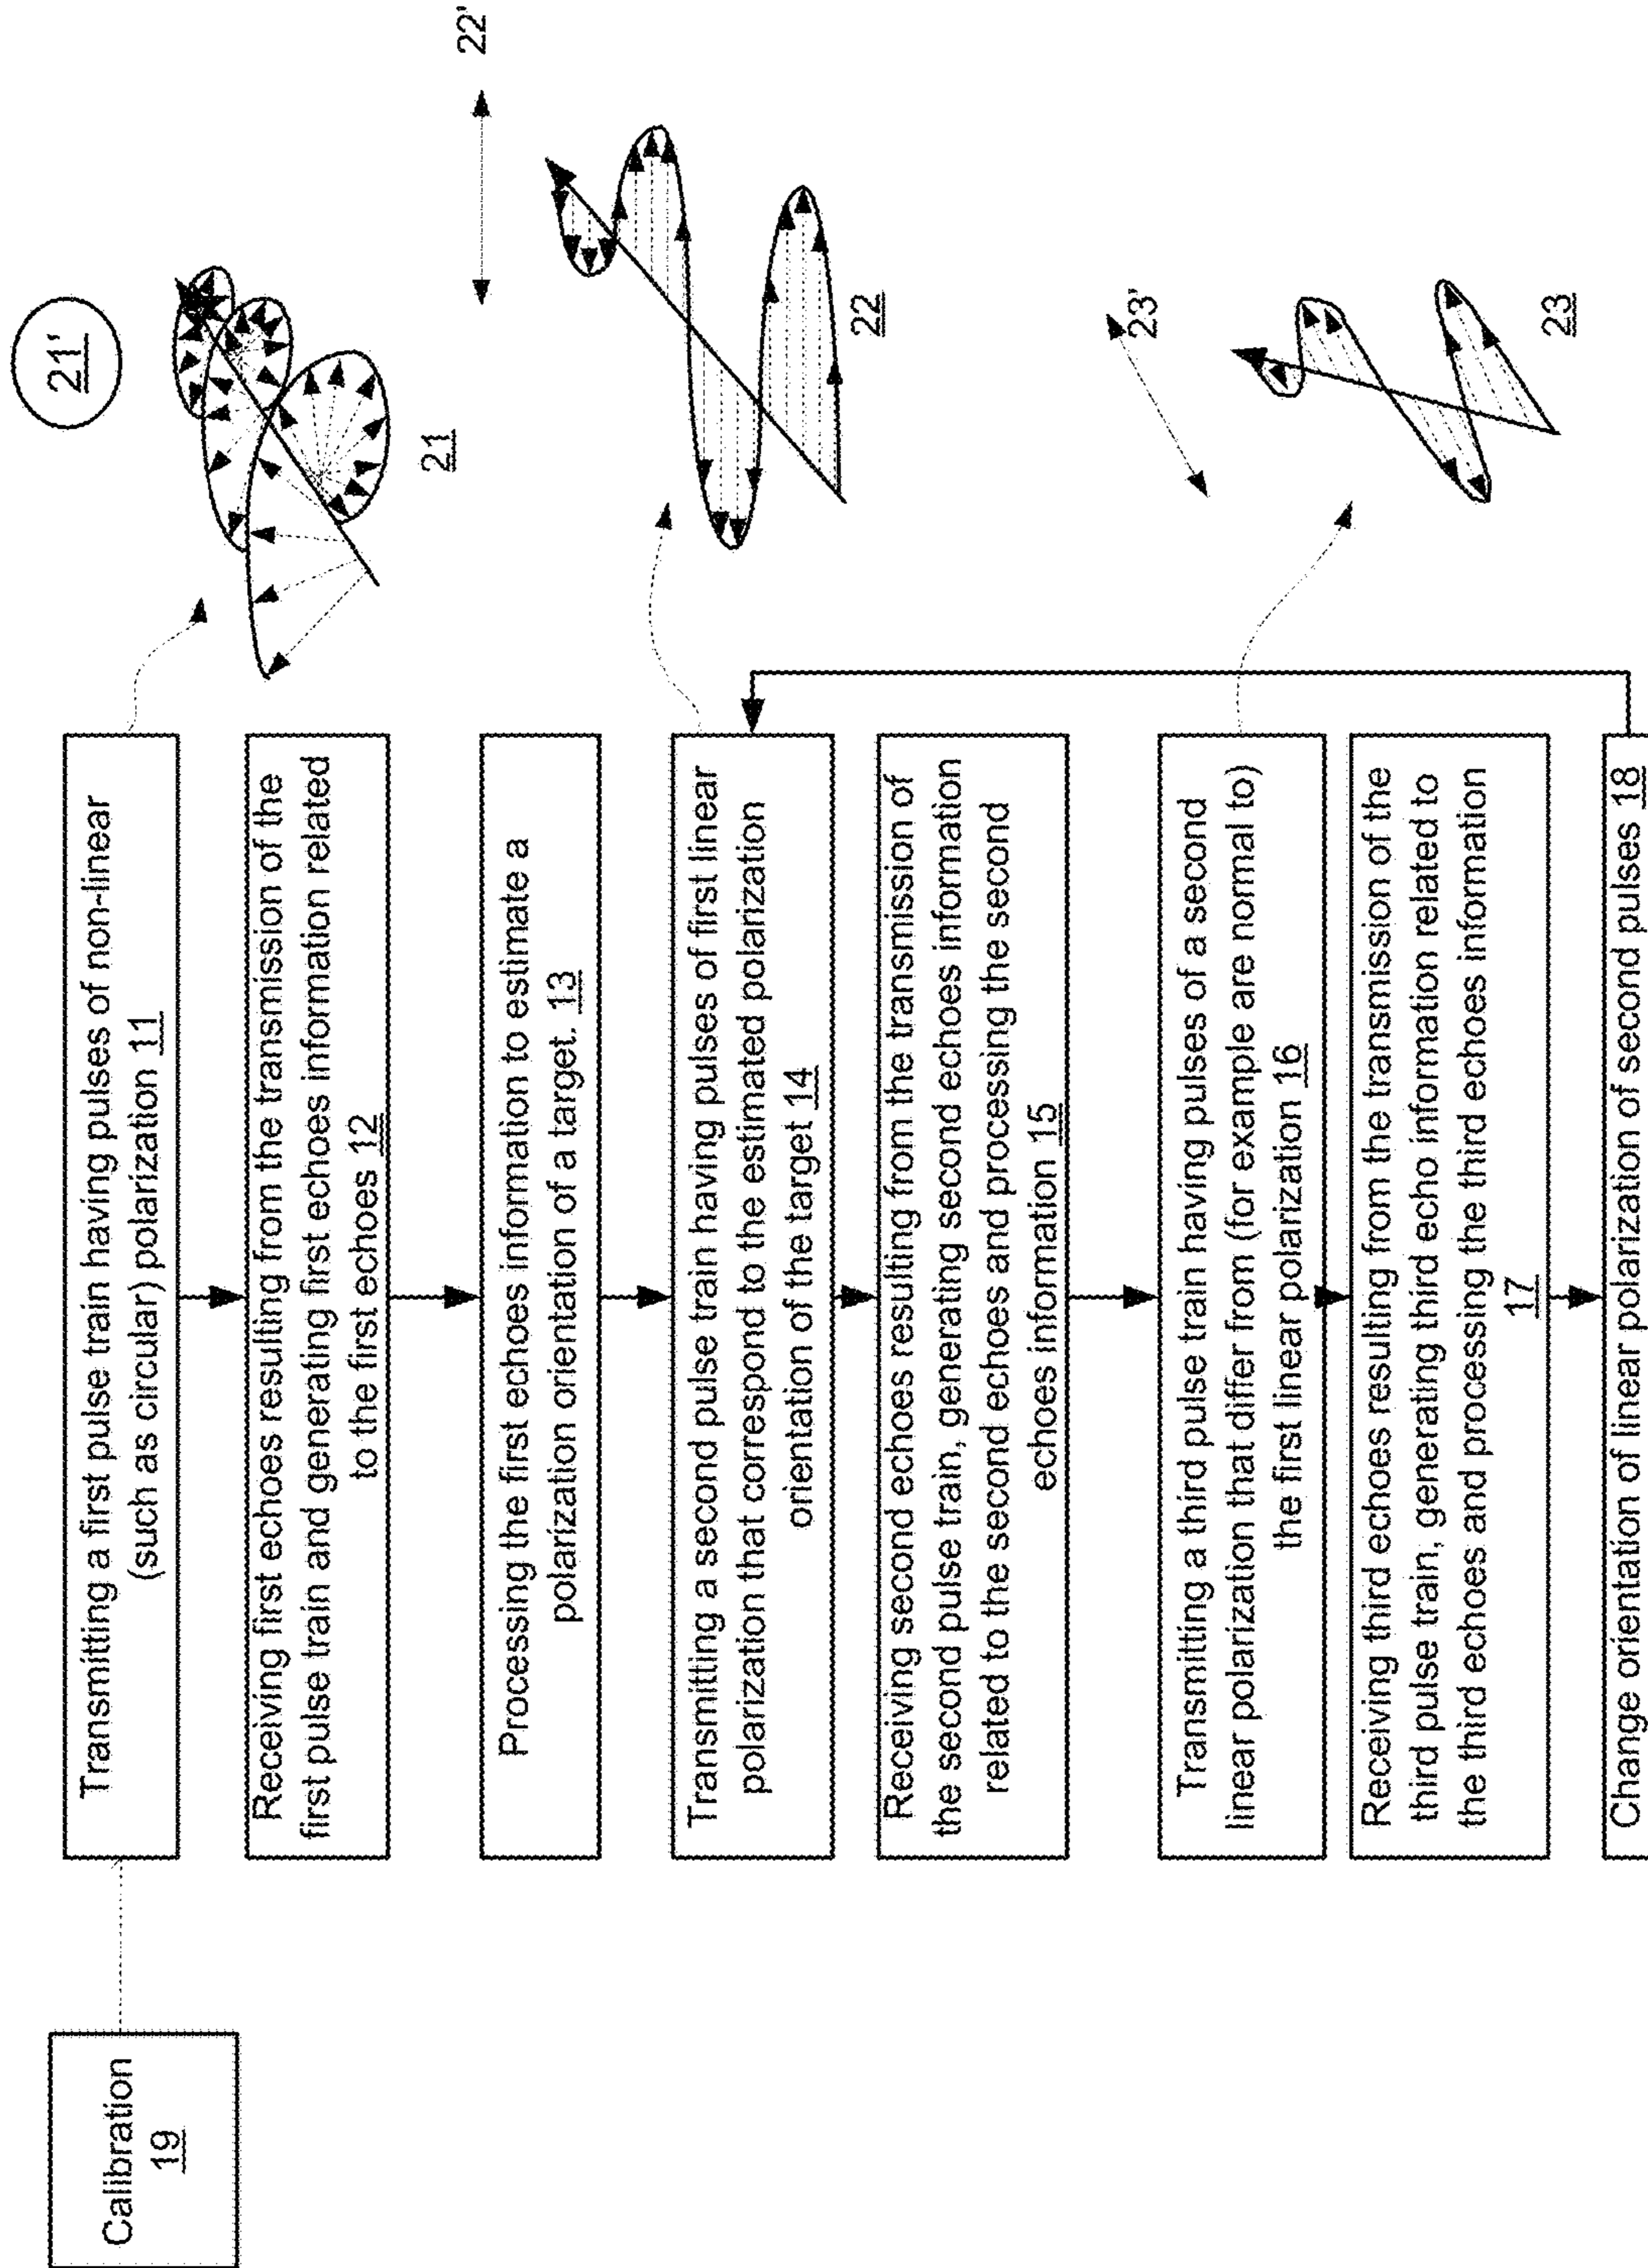 Calibration
19
Transmitting a first pulse train having pulses of non-linear
(such as circular) polarization 11
Receiving first echoes resulting from the transmission of the
first pulse train and generating first echoes information related
to the first echoes 12
Processing the first echoes information to estimate a
polarization orientation of a target. 13
Transmitting a second pulse train having pulses of first linear
polarization that correspond to the estimated polarization
orientation of the target 14
Receiving second echoes resulting from the transmission of
the second pulse train, generating second echoes information
related to the second echoes and processing the second
echoes information 15
Transmitting a third pulse train having pulses of a second
linear polarization that differ from (for example are normal to)
the first linear polarization 16
Receiving third echoes resulting from the transmission of the
third pulse train, generating third echo information related to
the third echoes and processing the third echoes information
17
Change orientation of linear polarization of second pulses 18
21'
21
22'
22
23'
23